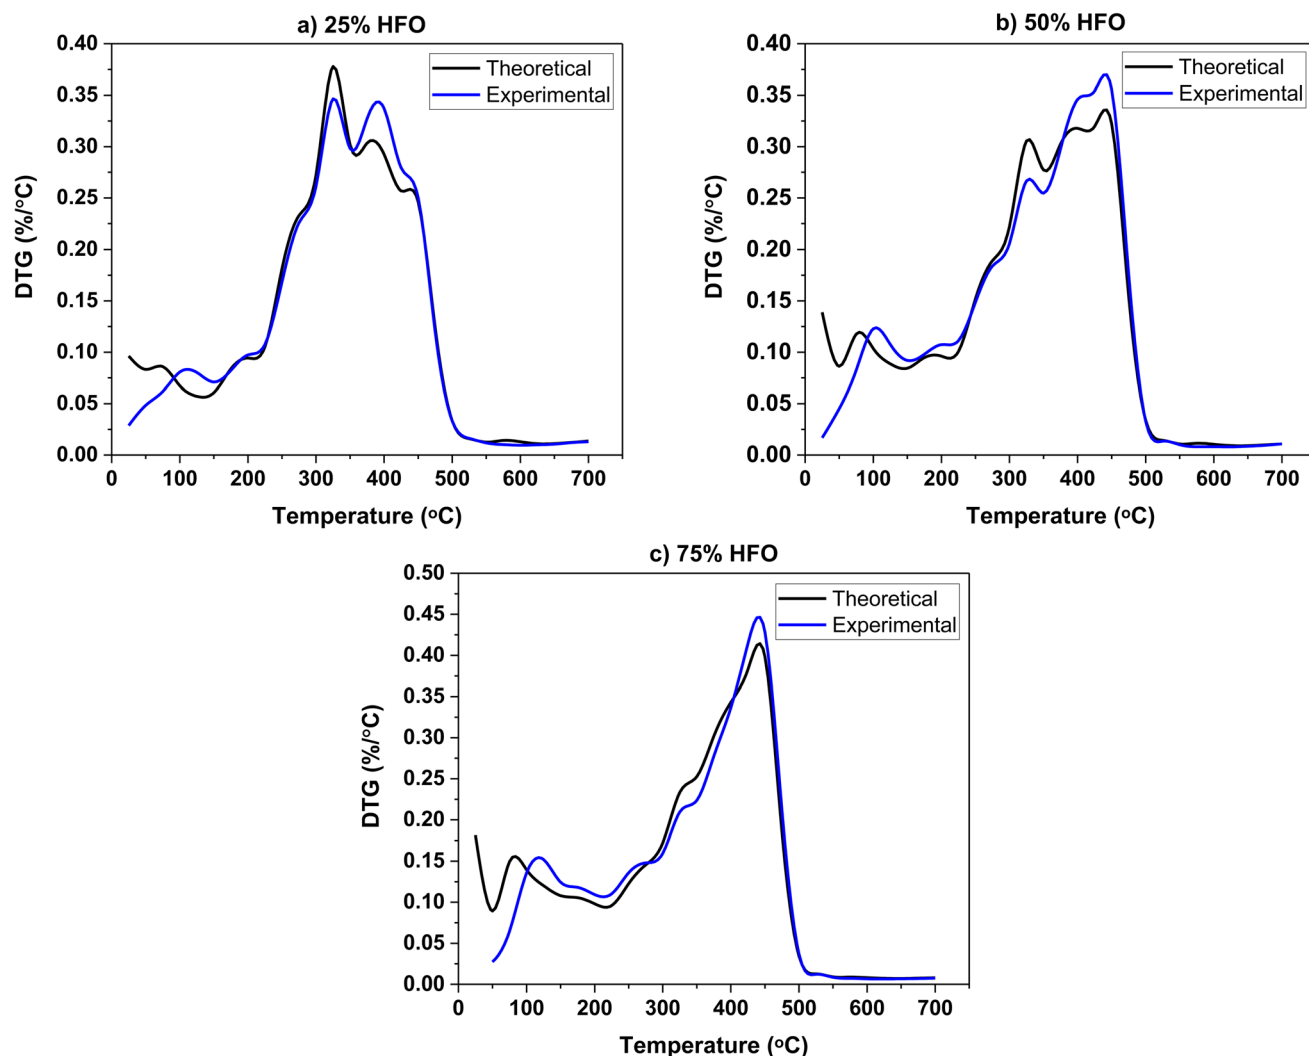 a) 25% HFO
0.40
0.35
0.30
0.25
0.20
0.15
0.10
0.05
0.00
DTG (%/°C)
Theoretical
Experimental
0 100 200 300 400 500 600 700
Temperature (°C)
b) 50% HFO
0.40
0.35
0.30
0.25
0.20
0.15
0.10
0.05
0.00
DTG (%/°C)
Theoretical
Experimental
0 100 200 300 400 500 600 700
Temperature (°C)
c) 75% HFO
0.50
0.45
0.40
0.35
0.30
0.25
0.20
0.15
0.10
0.05
0.00
DTG (%/°C)
Theoretical
Experimental
0 100 200 300 400 500 600 700
Temperature (°C)